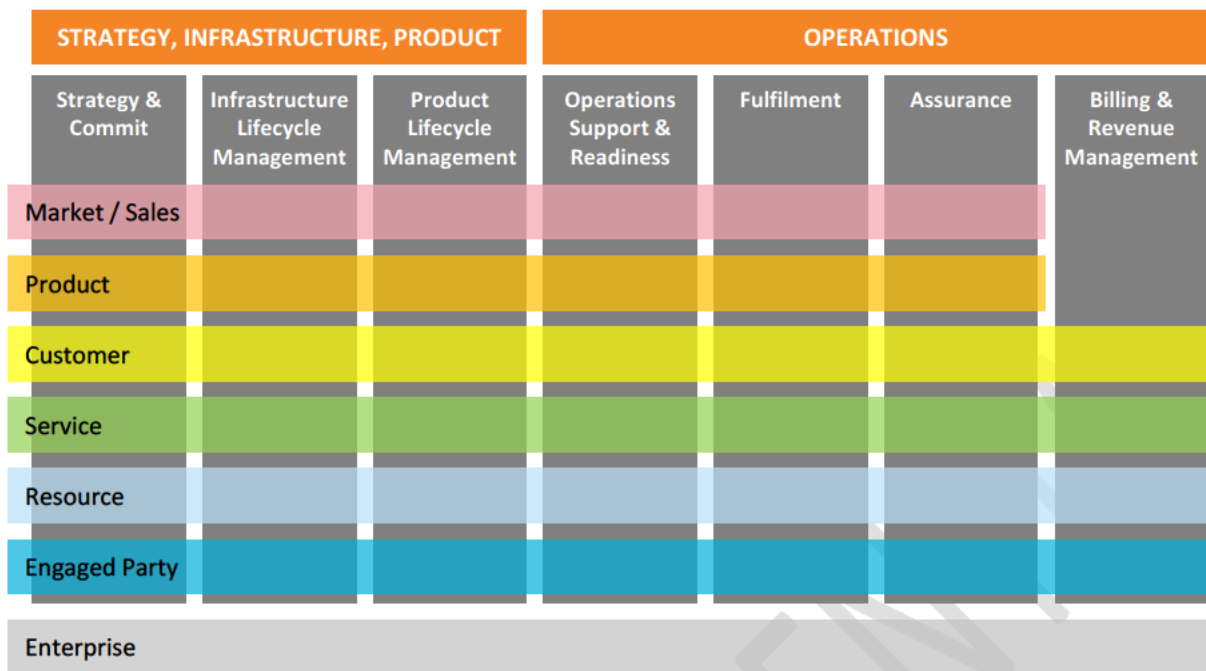 STRATEGY, INFRASTRUCTURE, PRODUCT
OPERATIONS
Strategy &
Commit
Infrastructure
Lifecycle
Management
Product
Lifecycle
Management
Operations
Support &
Readiness
Fulfilment
Assurance
Billing &
Revenue
Management
Market / Sales
Product
Customer
Service
Resource
Engaged Party
Enterprise